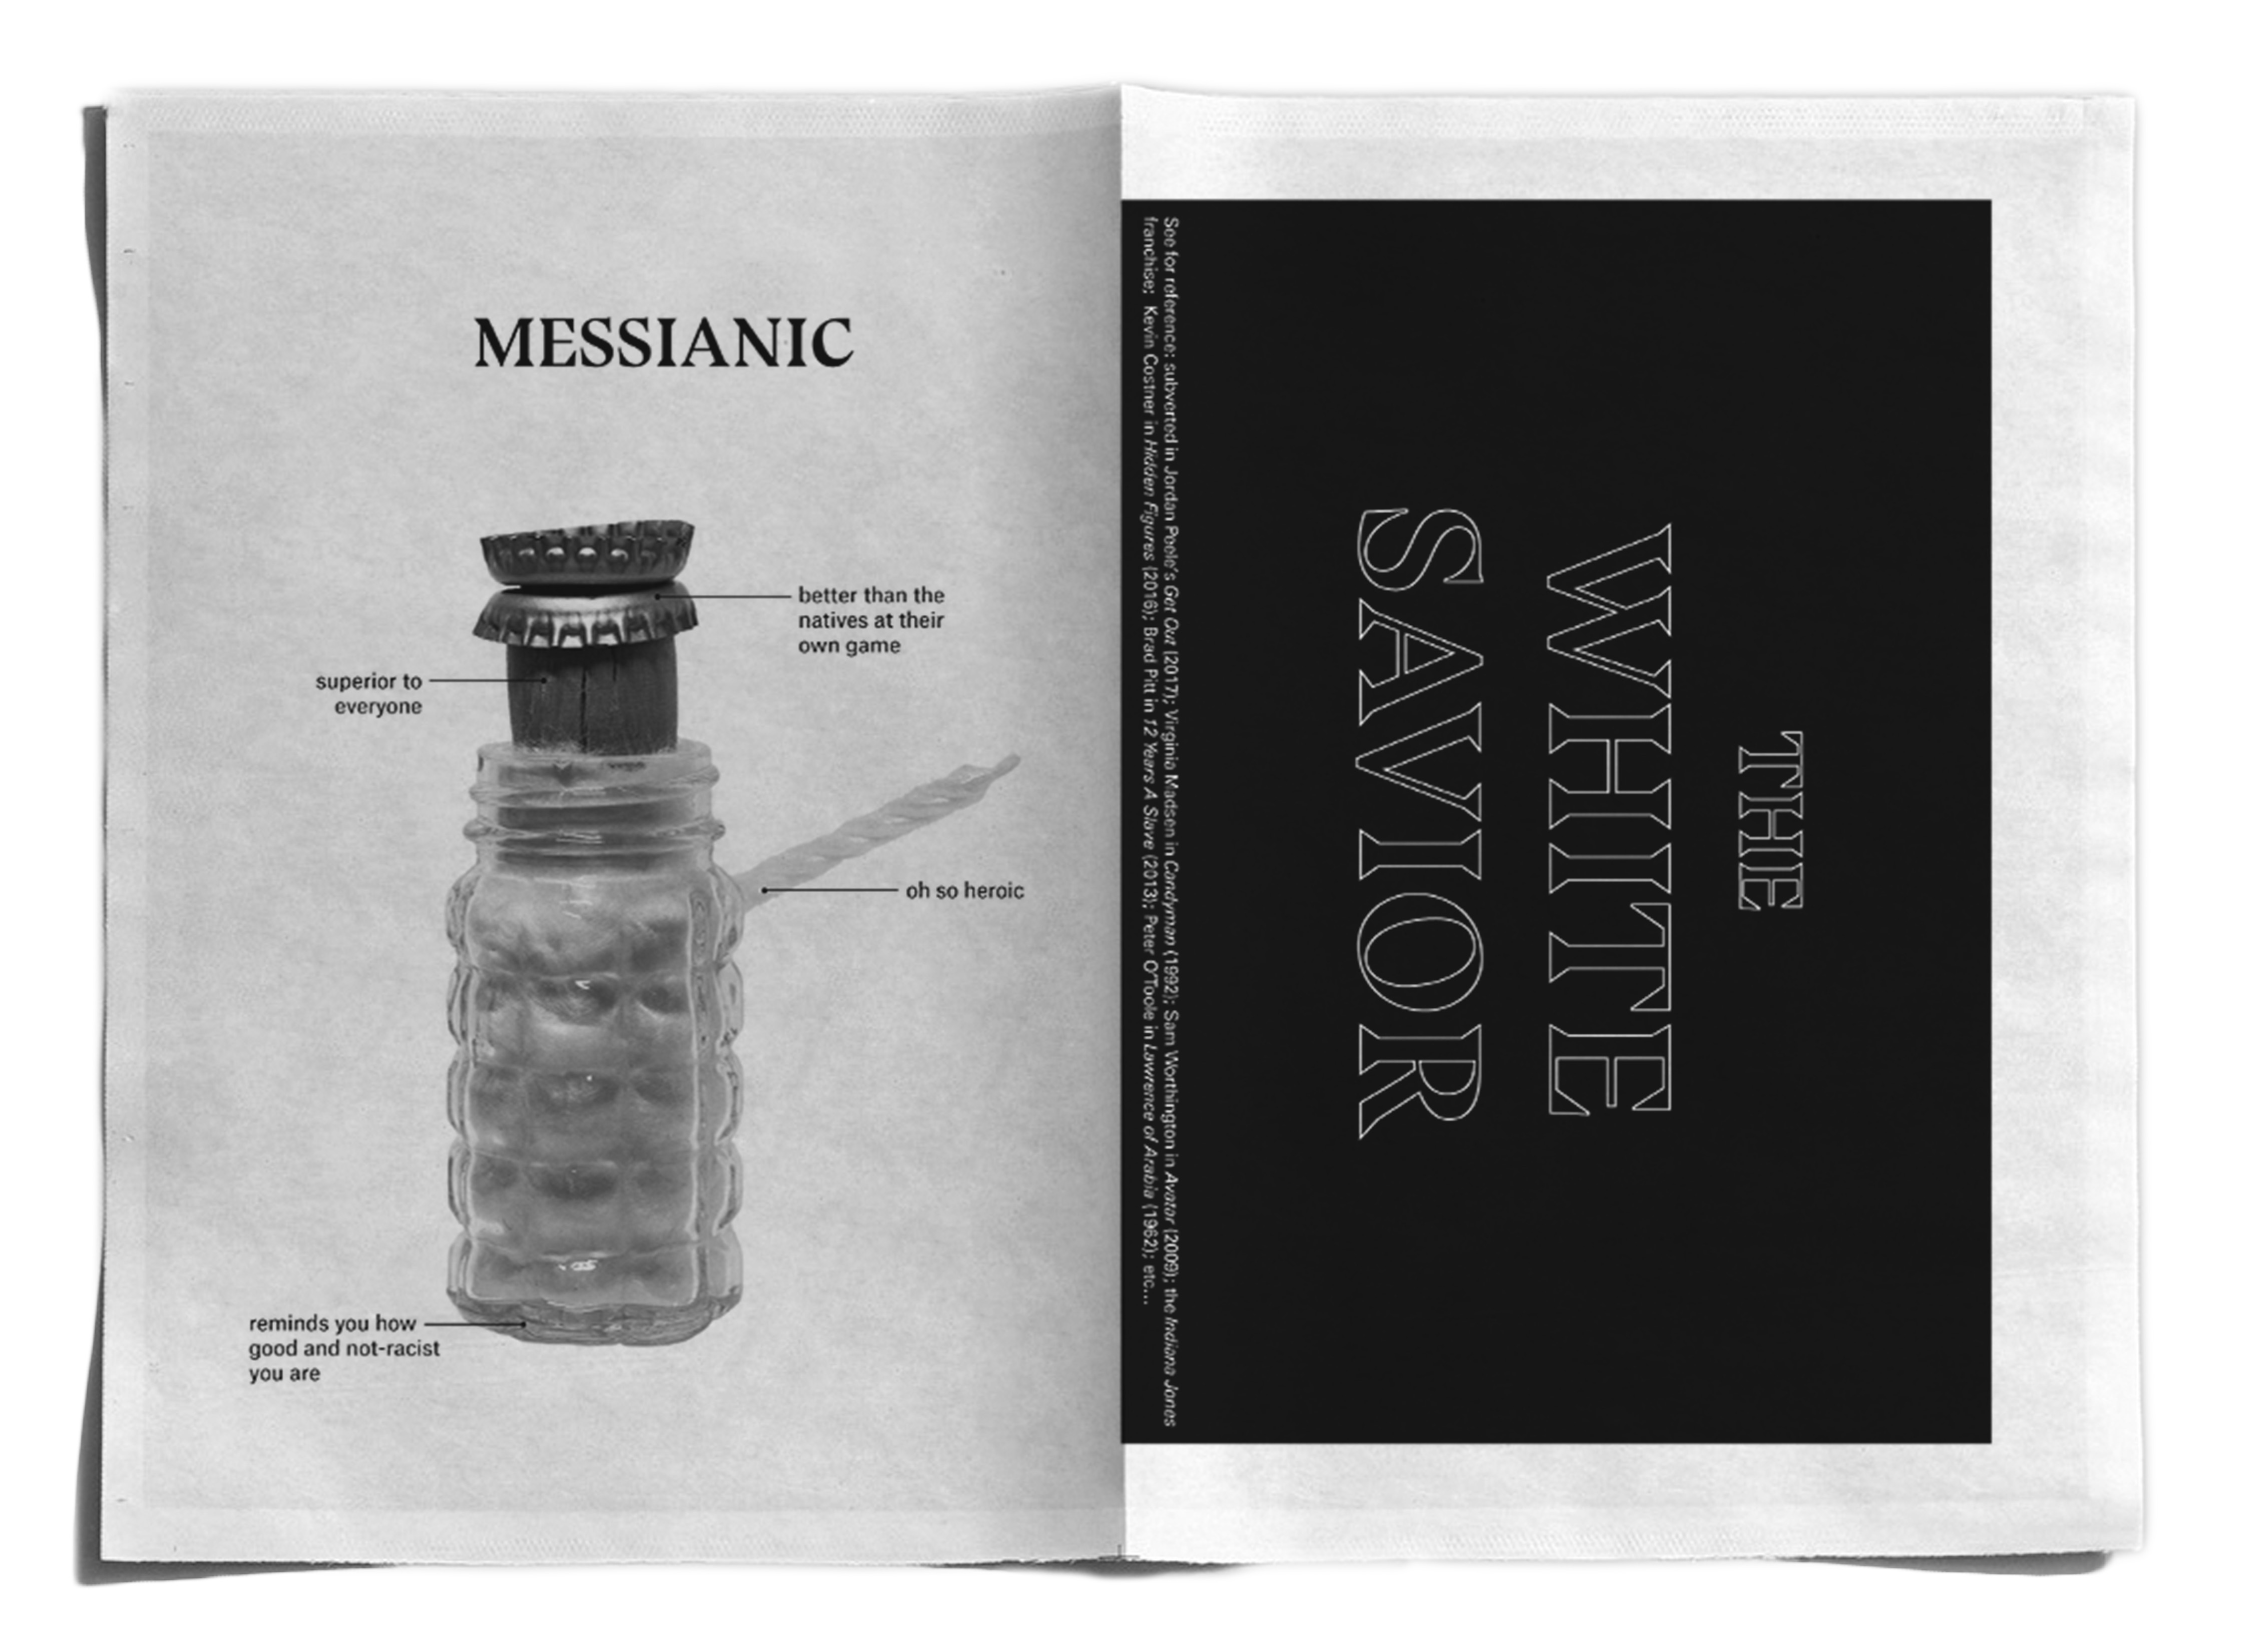 MESSIANIC
better than the
natives at their
own game
superior to
everyone
oh so heroic
reminds you how
good and not-racist
you are
THE
WHITE
SAVIOR
See for reference: subverted in Jordan Peele's Get Out (2017); Virginia Madsen in Candyman (1992); Sam Worthington in Avatar (2009); the Indiana Jones
franchise; Kevin Costner in Hidden Figures (2016); Brad Pitt in 12 Years A Slave (2013); Peter O'Toole in Lawrence of Arabia (1962); etc...